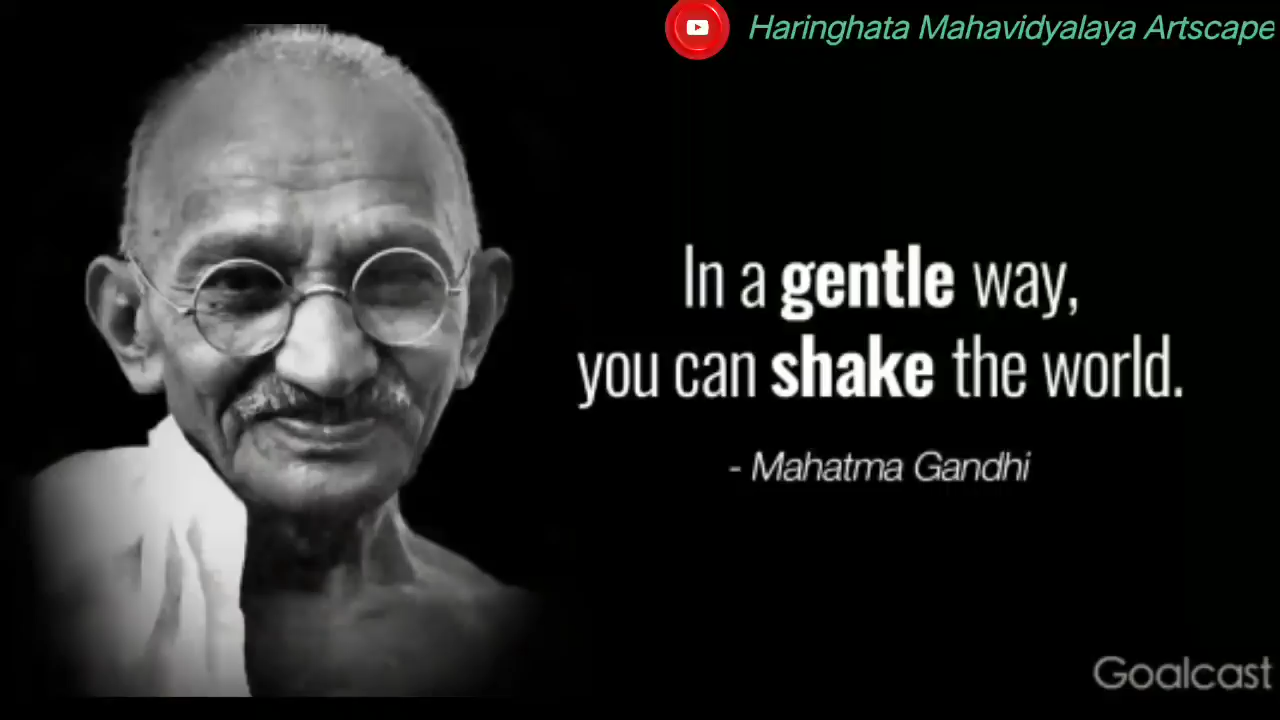 Haringhata Mahavidyalaya Artscape
In a gentle way,
you can shake the world.
- Mahatma Gandhi
Goalcast